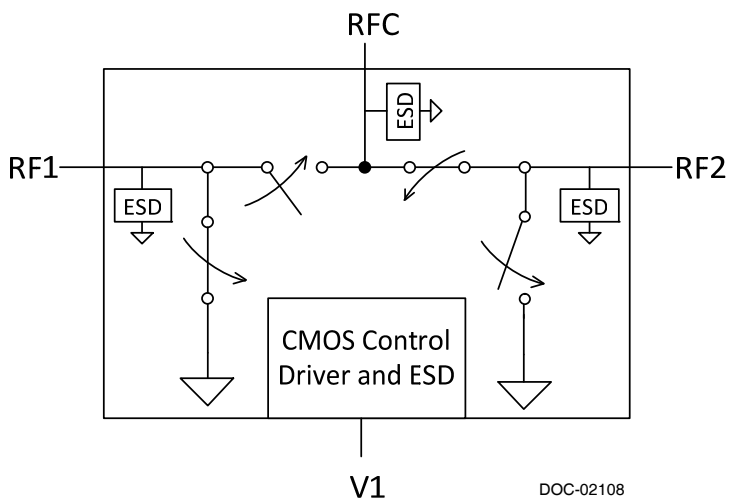 RFC
ESD
RF1
RF2
ESD
ESD
CMOS Control
Driver and ESD
V1
DOC-02108